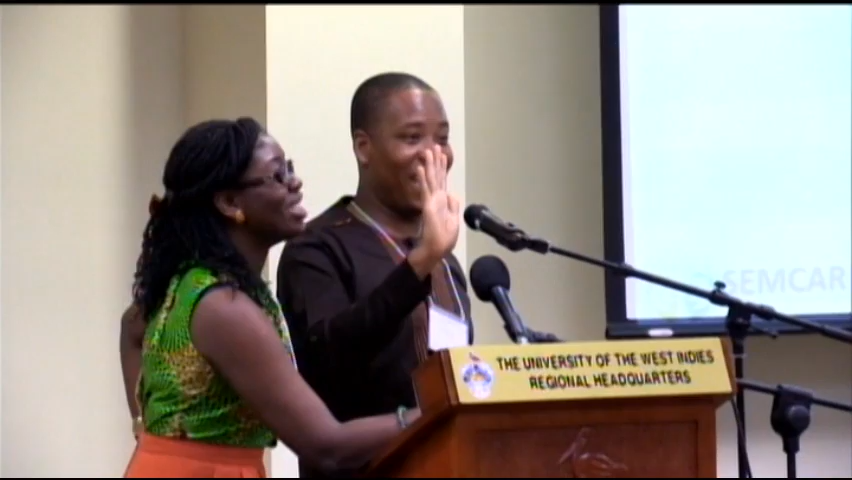 SEMCAR
THE UNIVERSITY OF THE WEST INDIES
REGIONAL HEADQUARTERS